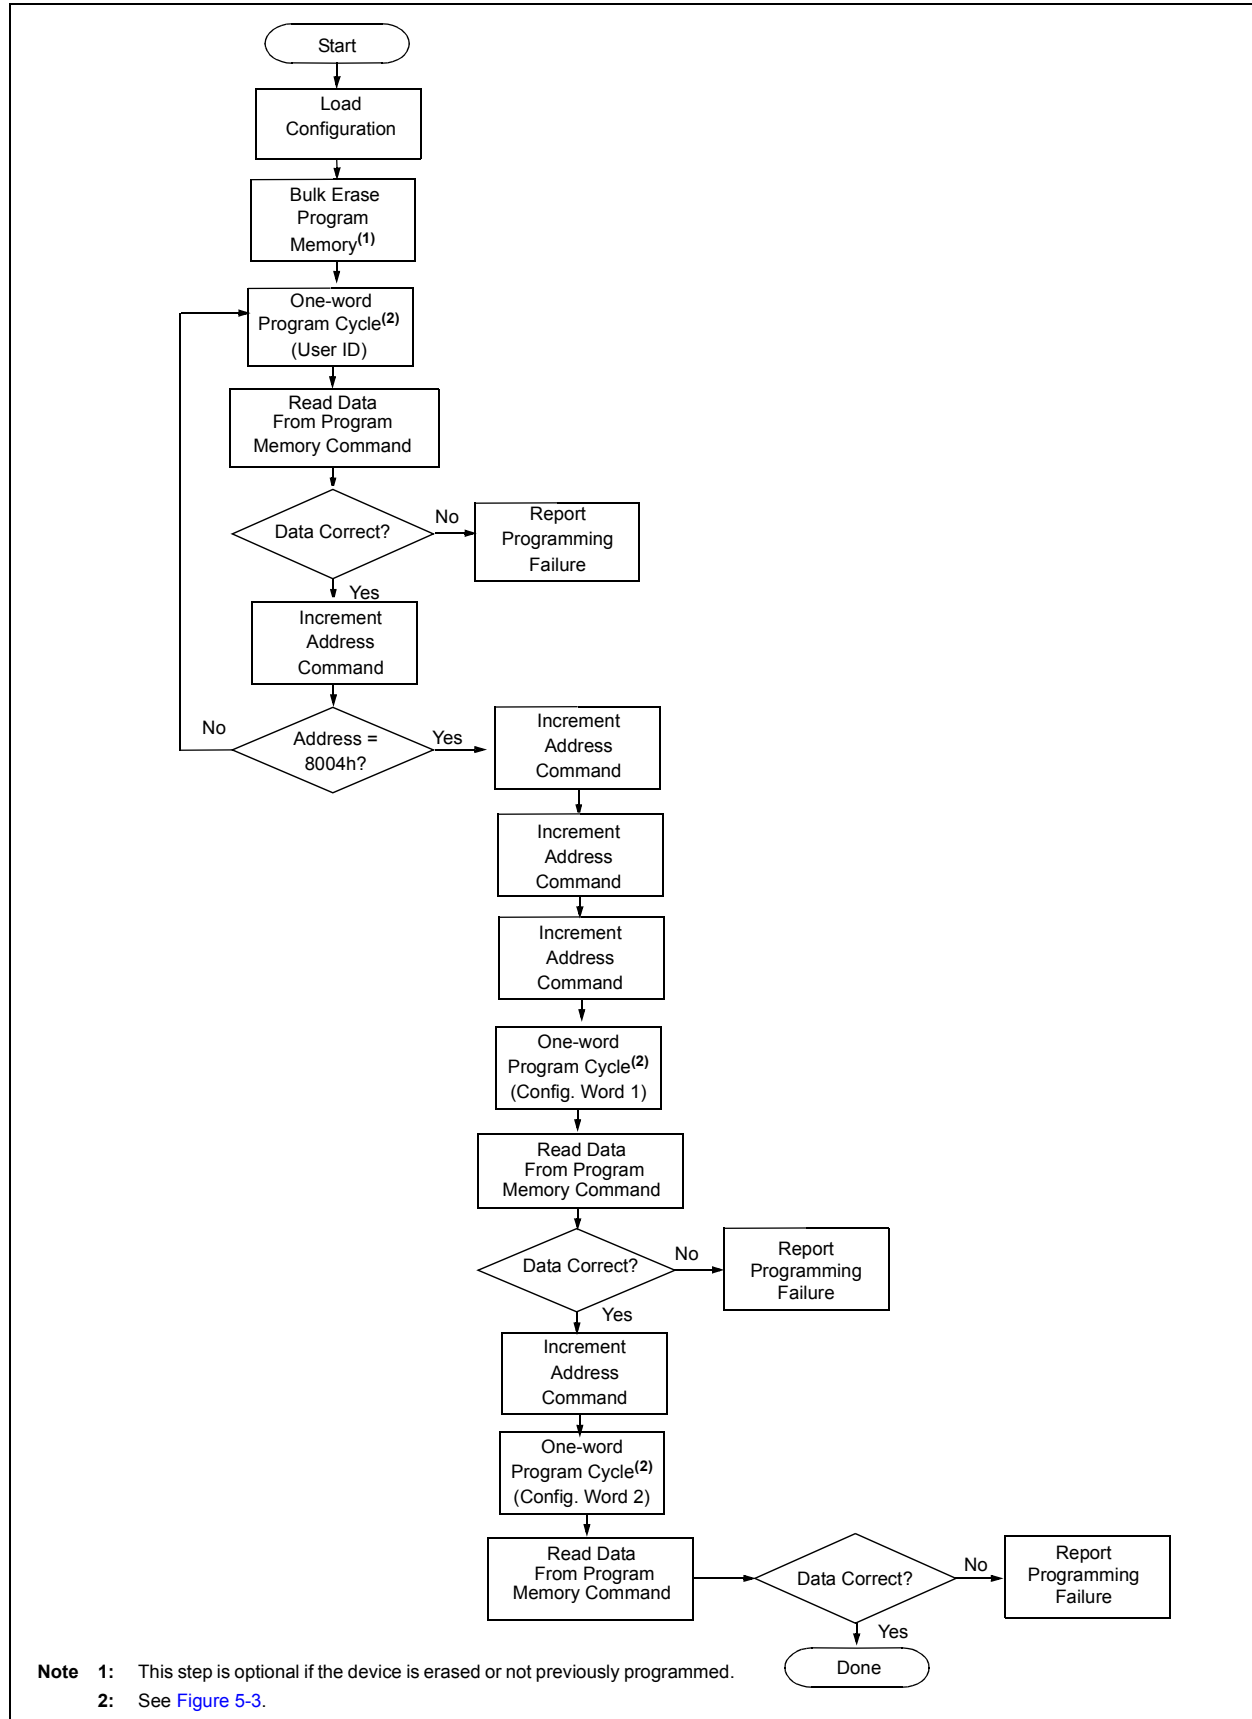 Start
Load
Configuration
Bulk Erase
Program
Memory(1)
One-word
Program Cycle(2)
(User ID)
Read Data
From Program
Memory Command
Data Correct?
No
Report
Programming
Failure
Yes
Increment
Address
Command
No
Address =
8004h?
Yes
Increment
Address
Command
Increment
Address
Command
Increment
Address
Command
One-word
Program Cycle(2)
(Config. Word 1)
Read Data
From Program
Memory Command
Data Correct?
No
Report
Programming
Failure
Yes
Increment
Address
Command
One-word
Program Cycle(2)
(Config. Word 2)
Read Data
From Program
Memory Command
Data Correct?
No
Report
Programming
Failure
Yes
Done
Note 1: This step is optional if the device is erased or not previously programmed.
2: See Figure 5-3.